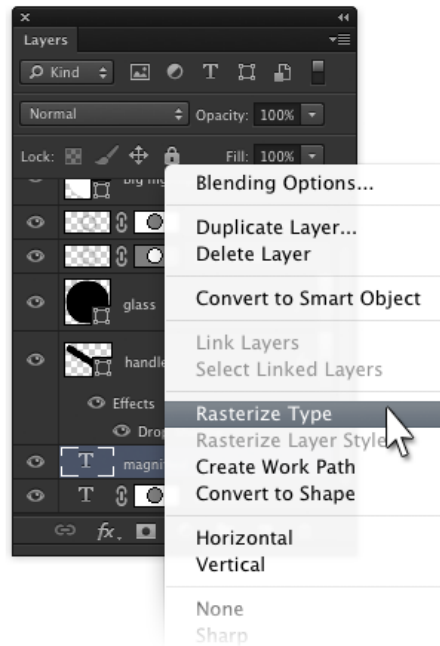 Layers
Kind
T
Normal
Opacity: 100%
Lock:
Fill: 100%
glass
handle
Effects
T
T
fx.
Blending Options...
Duplicate Layer...
Delete Layer
Convert to Smart Object
Link Layers
Select Linked Layers
Rasterize Type
Rasterize Layer Style
Create Work Path
Convert to Shape
Horizontal
Vertical
None
Sharp